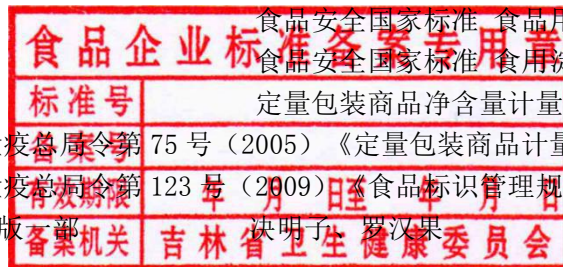 食品安全国家标准 食品用
食品企业标准备案专用章
食品安全国家标准 食用淀
标准号
定量包装商品净含量计量
备案号
疫总局令第 75 号（2005）《定量包装商品计量
有效期限 年 月 日至 年 月 日
疫总局令第 123 号（2009）《食品标识管理规
版一部 决明子、罗汉果
备案机关 吉林省卫生健康委员会